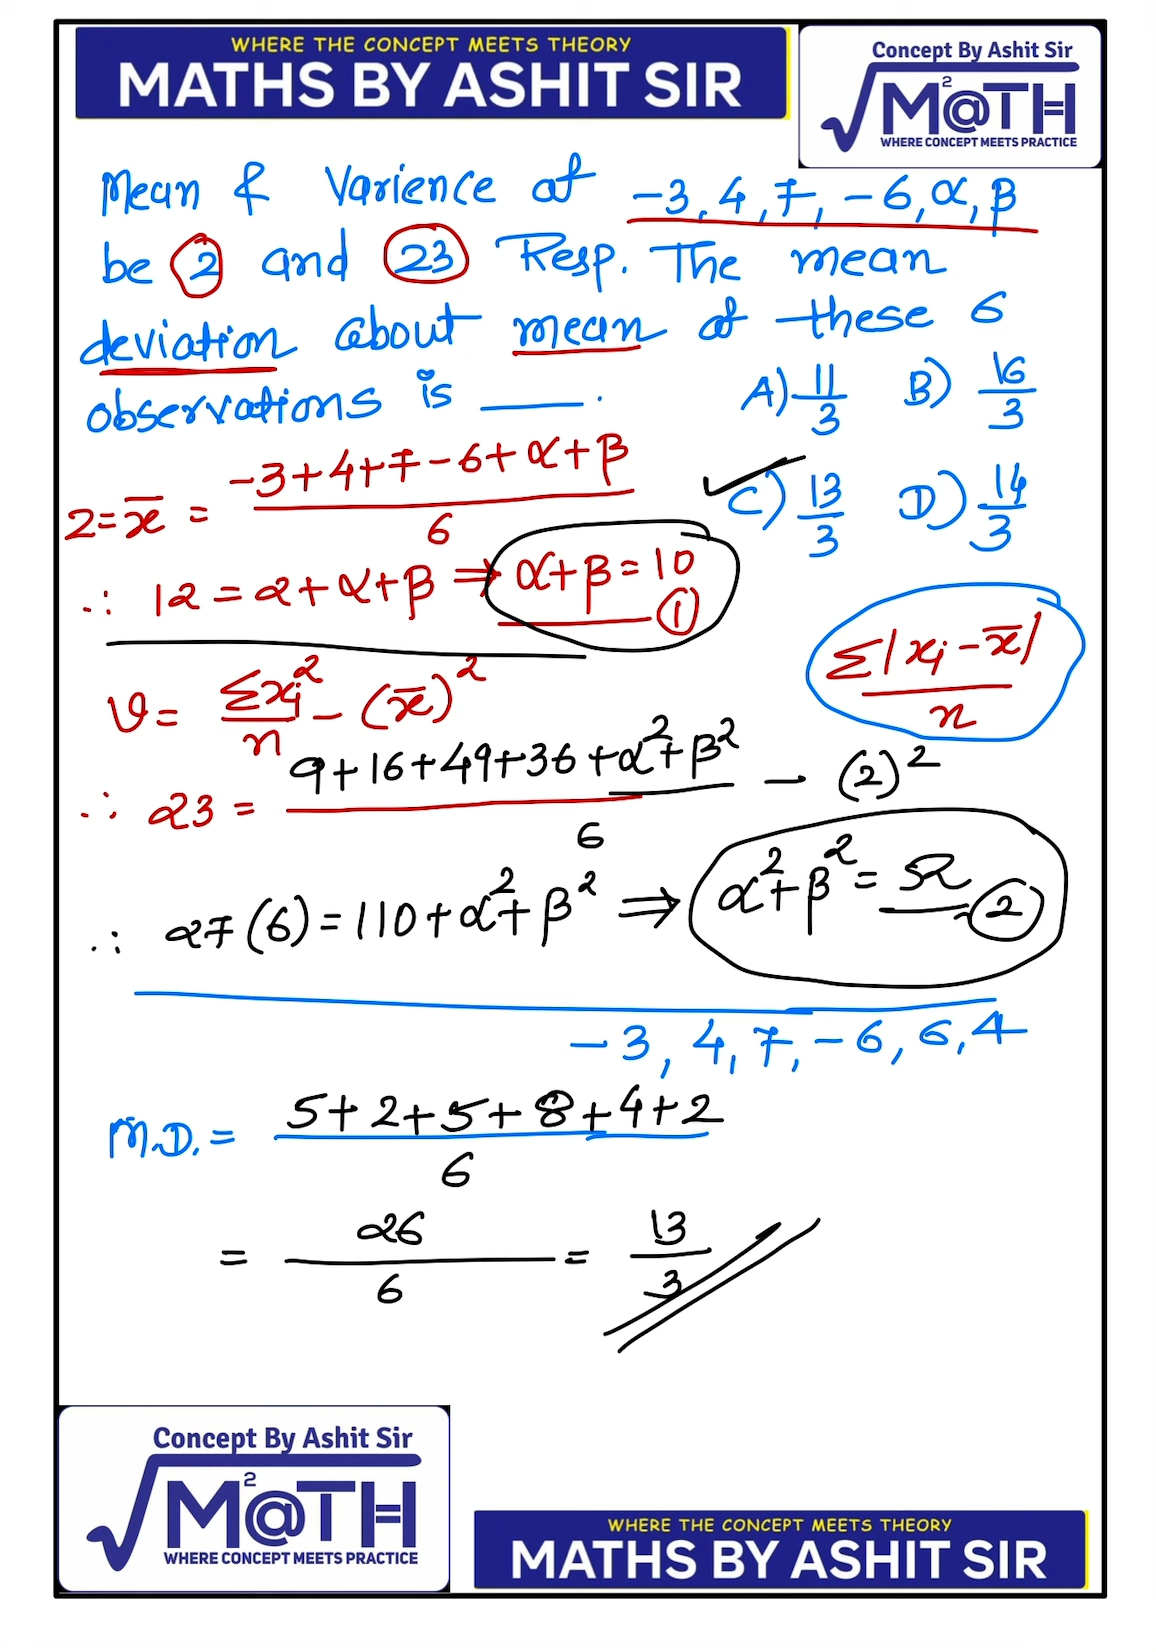 WHERE THE CONCEPT MEETS THEORY
MATHS BY ASHIT SIR
Concept By Ashit Sir
√M²@TH
WHERE CONCEPT MEETS PRACTICE
Mean & Varience of -3, 4, 7, -6, α, β
be 2 and 23 Resp. The mean
deviation about mean of these 6
observations is ____.
A) 11/3 B) 16/3
C) 13/3 D) 14/3
2 = x̄ = (-3+4+7-6+α+β)/6
∴ 12 = 2+α+β ⇒ α+β = 10 ①
Σ|xᵢ - x̄|/n
v = Σxᵢ²/n - (x̄)²
∴ 23 = (9+16+49+36+α²+β²)/6 - (2)²
∴ 27(6) = 110+α²+β² ⇒ α²+β² = 52 ②
-3, 4, 7, -6, 6, 4
M.D. = (5+2+5+8+4+2)/6
= 26/6 = 13/3
Concept By Ashit Sir
√M²@TH
WHERE CONCEPT MEETS PRACTICE
WHERE THE CONCEPT MEETS THEORY
MATHS BY ASHIT SIR